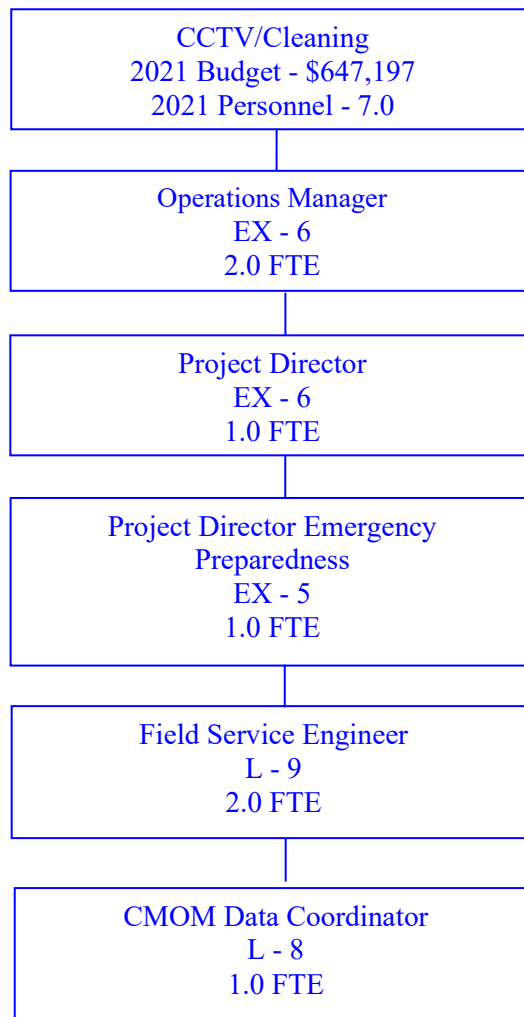 CCTV/Cleaning
2021 Budget - $647,197
2021 Personnel - 7.0
Operations Manager
EX - 6
2.0 FTE
Project Director
EX - 6
1.0 FTE
Project Director Emergency
Preparedness
EX - 5
1.0 FTE
Field Service Engineer
L - 9
2.0 FTE
CMOM Data Coordinator
L - 8
1.0 FTE